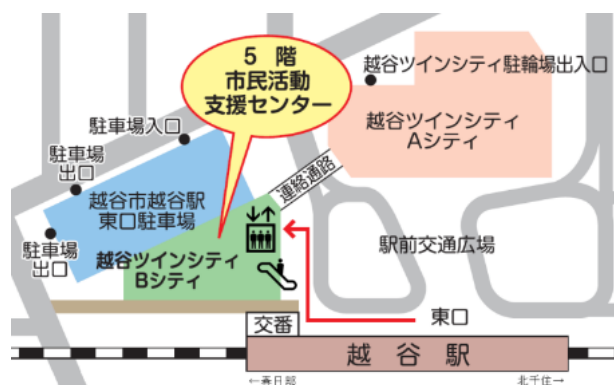 5 階
市民活動
支援センター
越谷ツインシティ駐輪場出入口
越谷ツインシティ
Aシティ
駐車場入口
駐車場
出口
連絡通路
越谷市越谷駅
東口駐車場
駐車場
出口
越谷ツインシティ
Bシティ
駅前交通広場
交番
東口
越谷駅
←春日部
北千住→